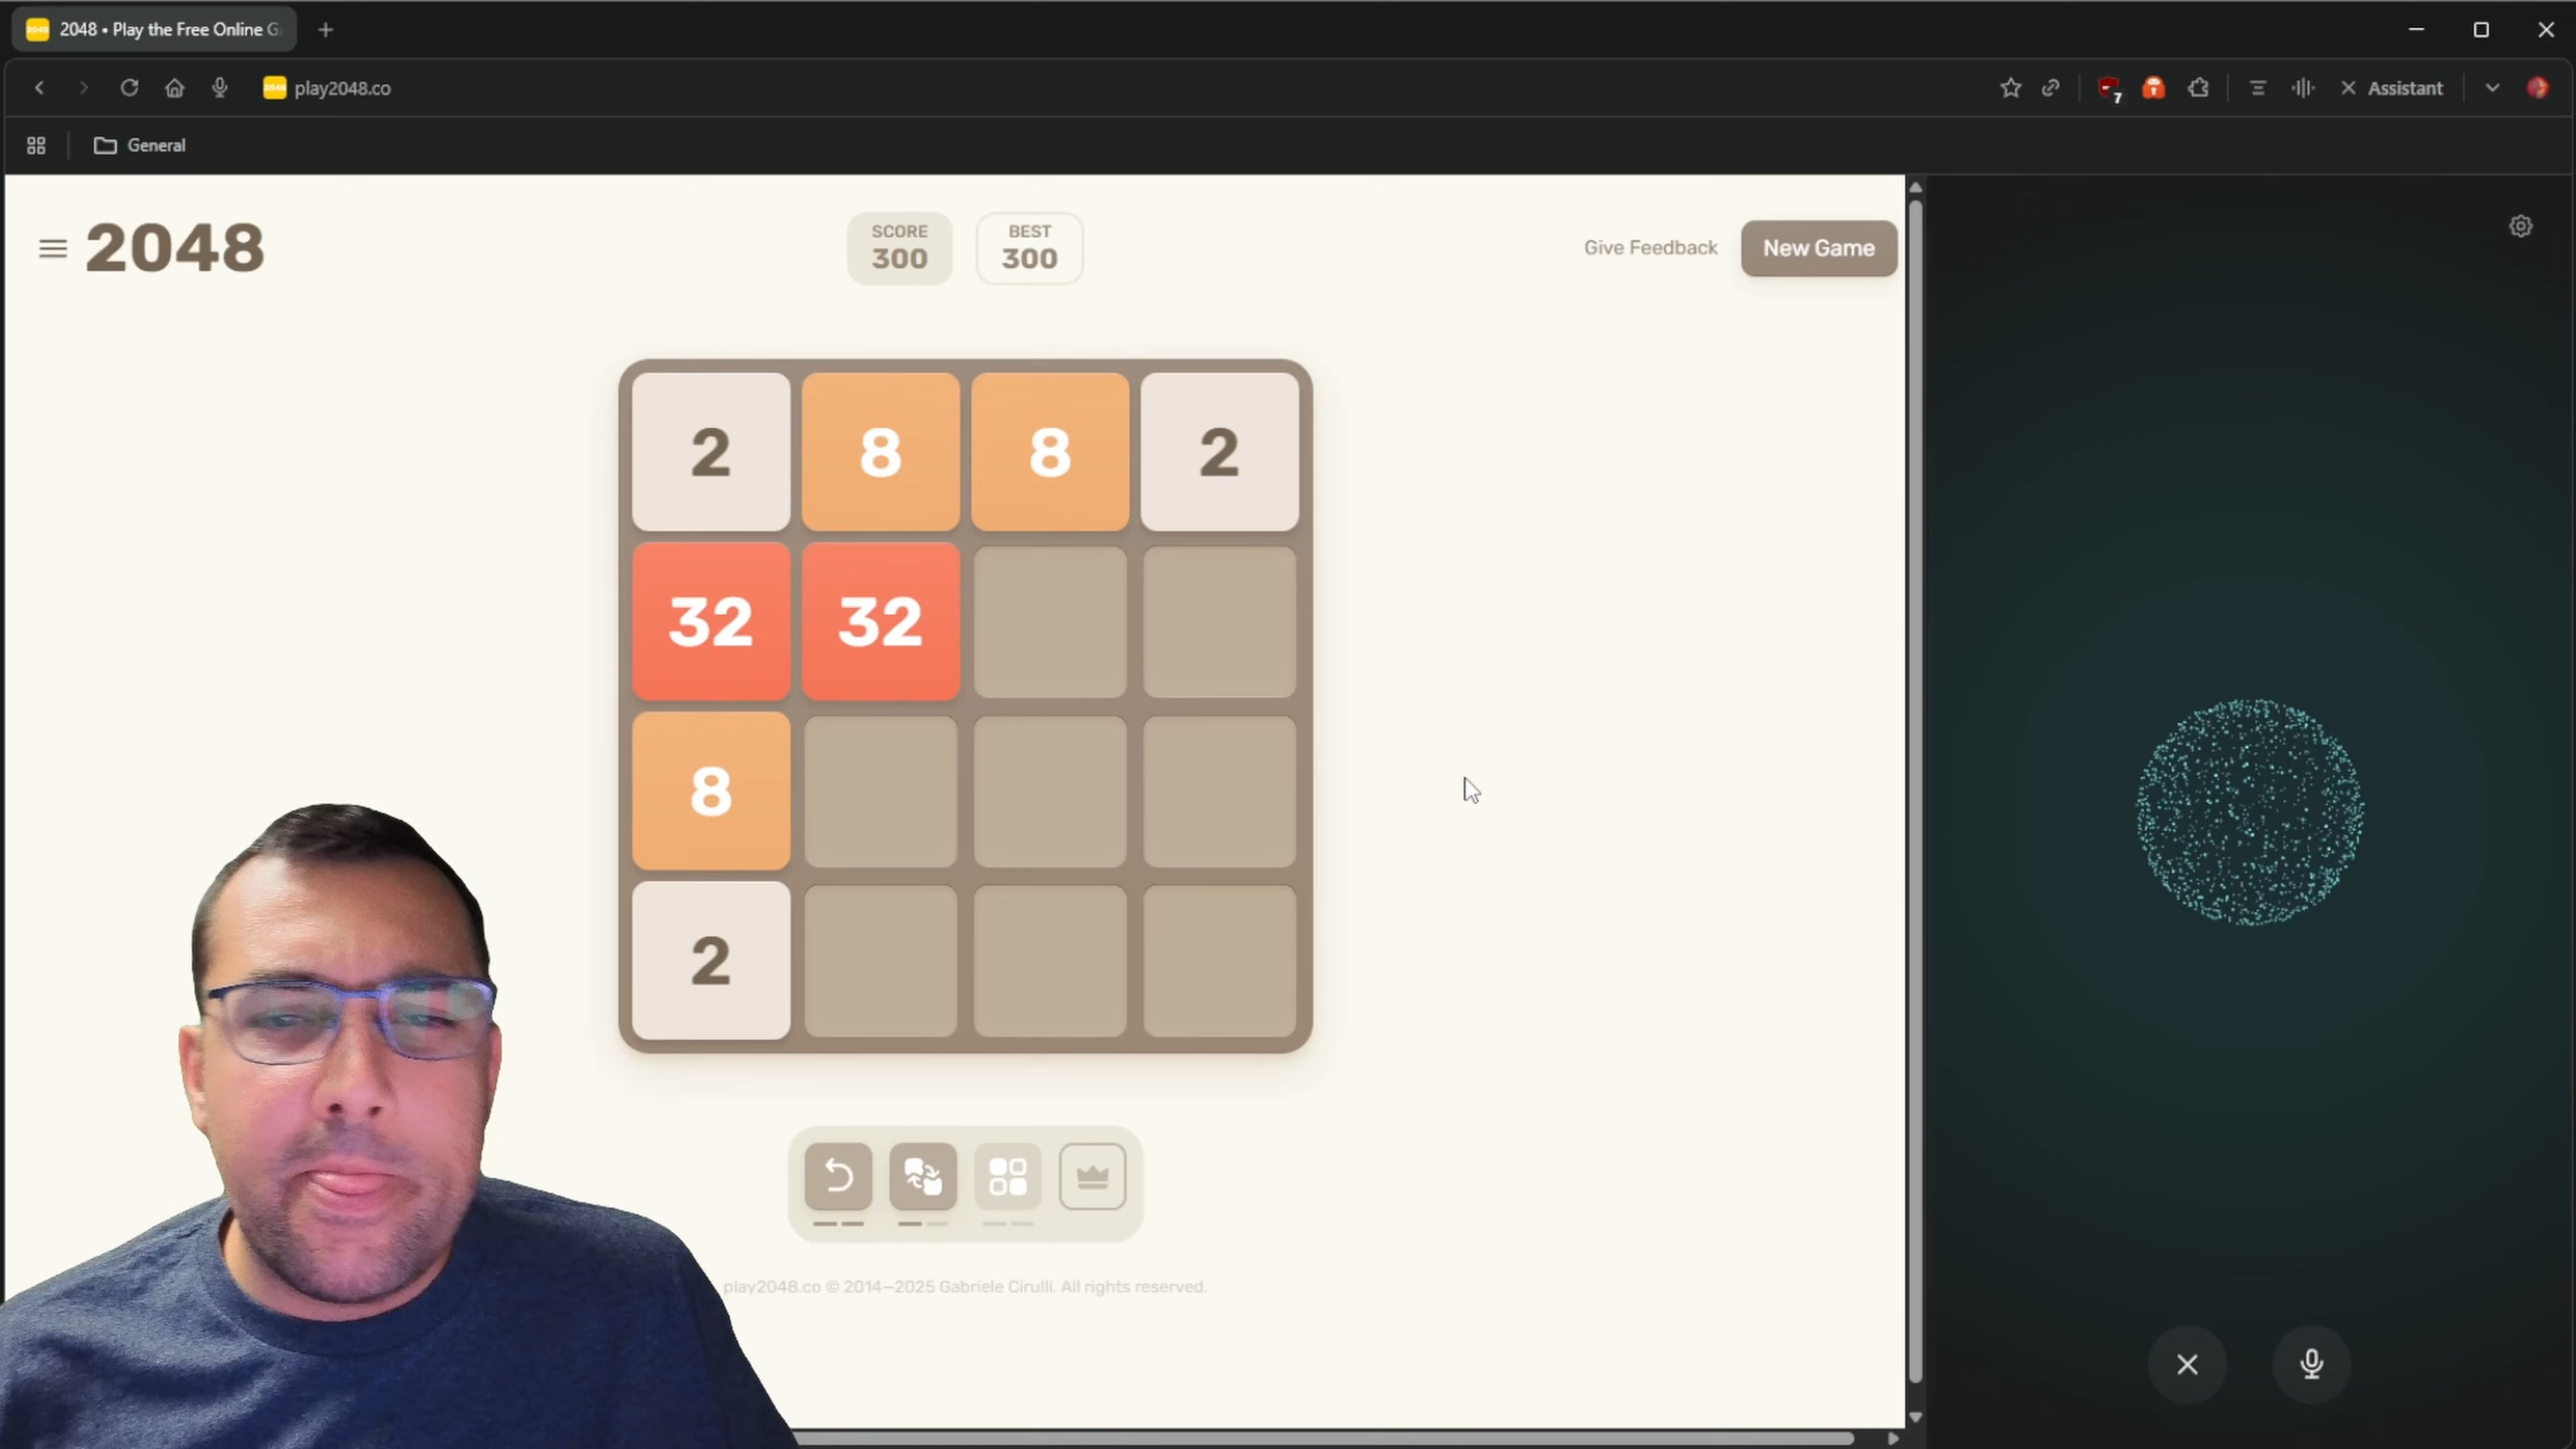 2048 • Play the Free Online G
play2048.co
7
Assistant
General
2048
SCORE
300
BEST
300
Give Feedback
New Game
2 8 8 2
32 32
8
2
play2048.co © 2014–2025 Gabriele Cirulli. All rights reserved.